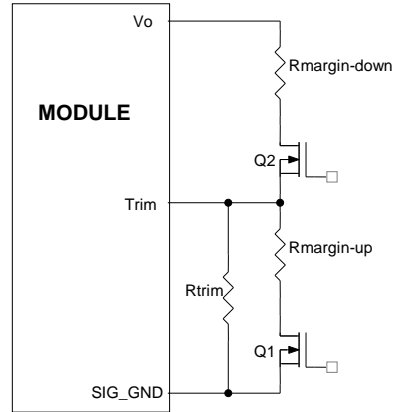 Vo
Rmargin-down
MODULE
Q2
Trim
Rmargin-up
Rtrim
Q1
SIG_GND